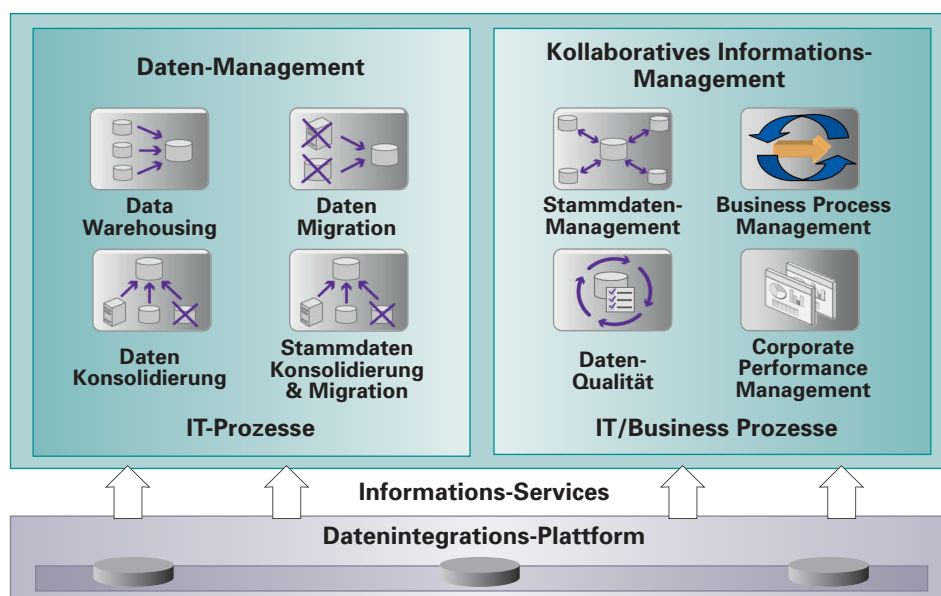 Daten-Management
Data
Warehousing
Daten
Migration
Daten
Konsolidierung
Stammdaten
Konsolidierung
& Migration
IT-Prozesse
Kollaboratives Informations-
Management
Stammdaten-
Management
Business Process
Management
Daten-
Qualität
Corporate
Performance
Management
IT/Business Prozesse
Informations-Services
Datenintegrations-Plattform